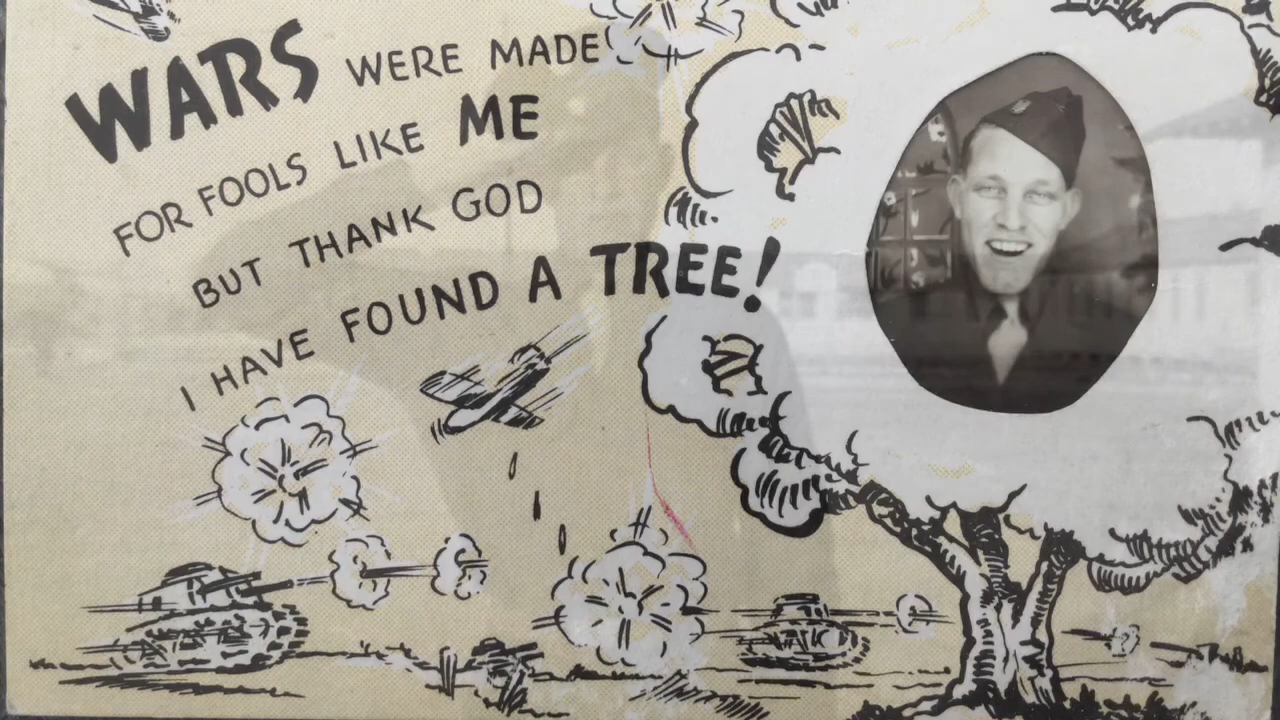 WARS WERE MADE
FOR FOOLS LIKE ME
BUT THANK GOD
I HAVE FOUND A TREE!